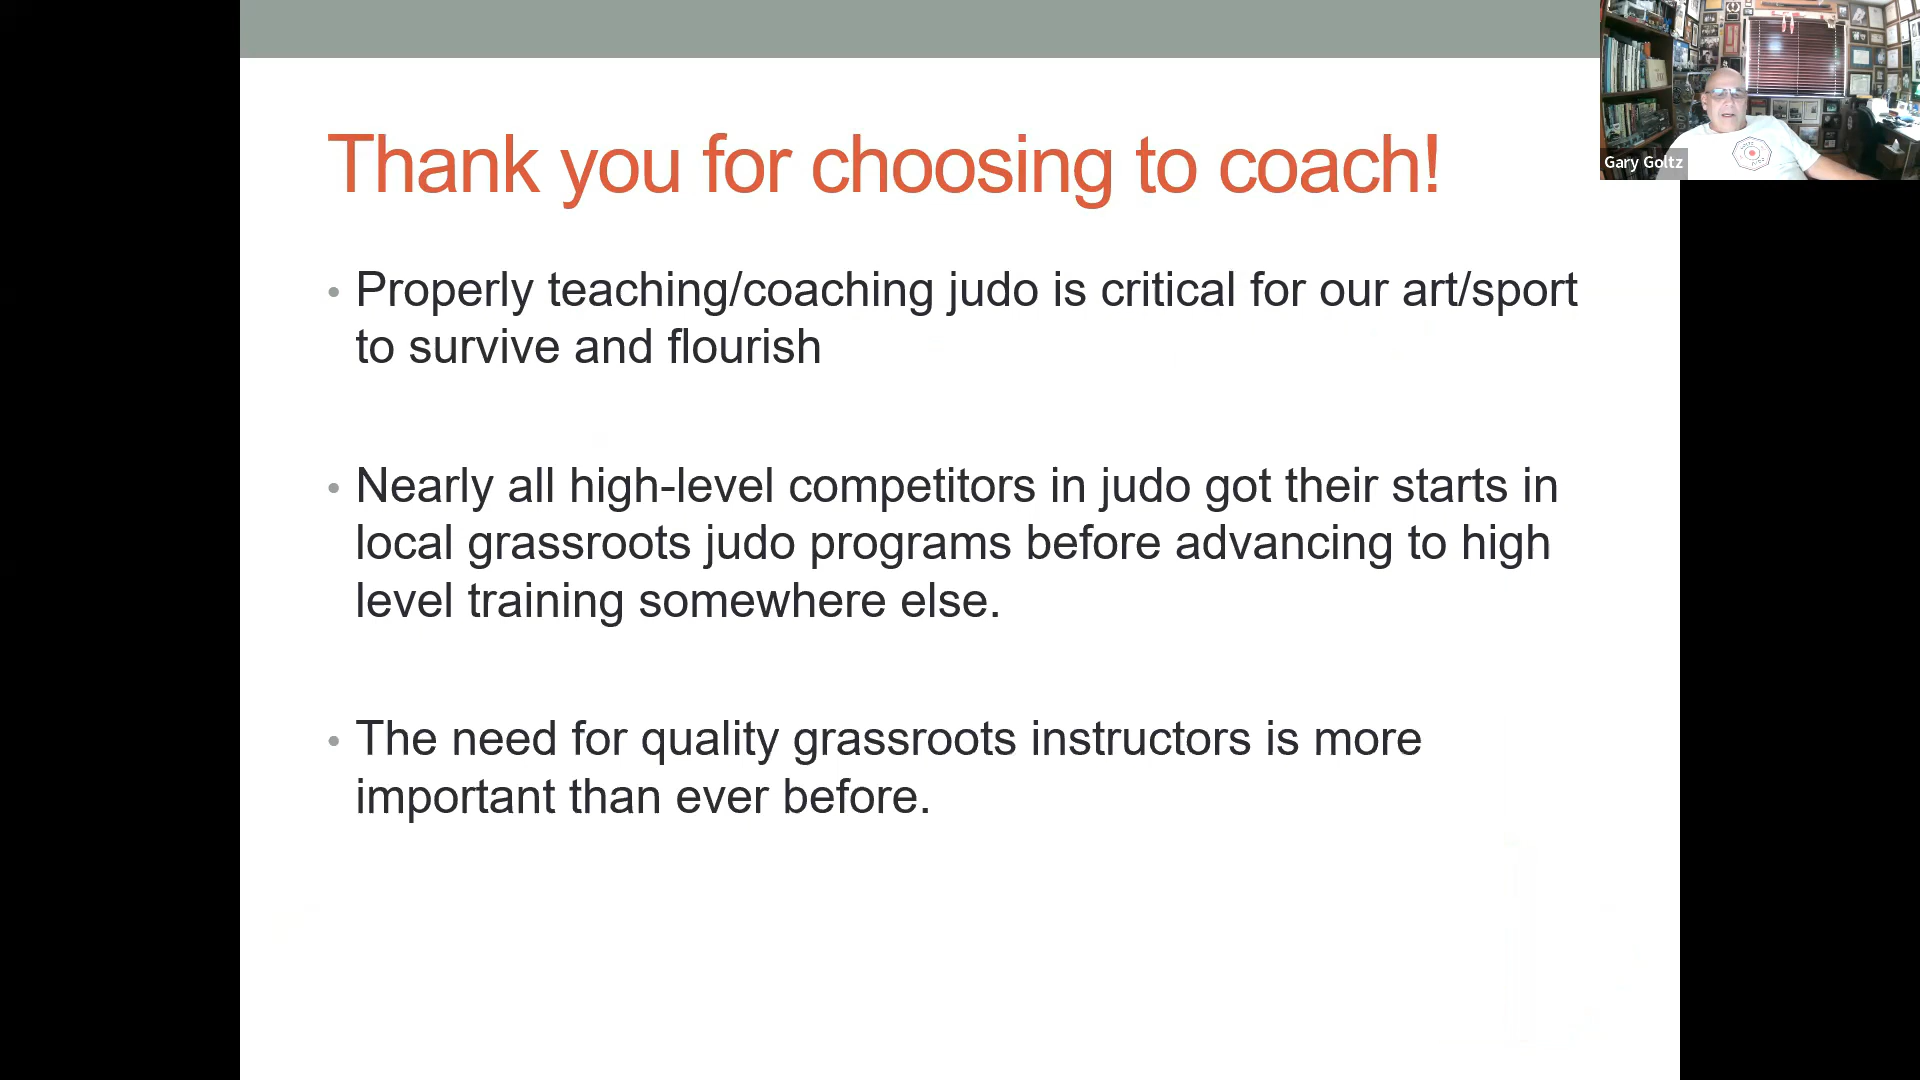 Thank you for choosing to coach!
Gary Goltz
• Properly teaching/coaching judo is critical for our art/sport
to survive and flourish
• Nearly all high-level competitors in judo got their starts in
local grassroots judo programs before advancing to high
level training somewhere else.
• The need for quality grassroots instructors is more
important than ever before.